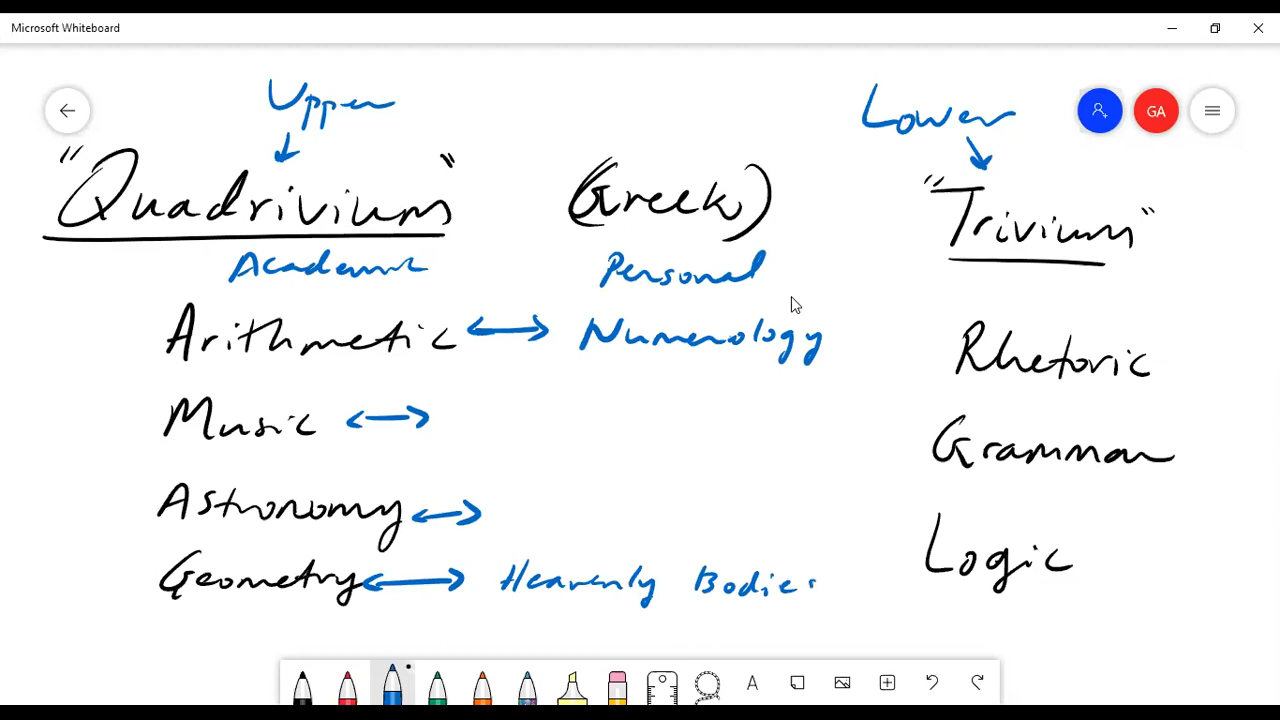 Microsoft Whiteboard
Upper
Lower
GA
"Quadrivium"
(Greek)
"Trivium"
Academic
Personal
Arithmetic
Numerology
Rhetoric
Music
Grammar
Astronomy
Logic
Geometry
Heavenly Bodies
A